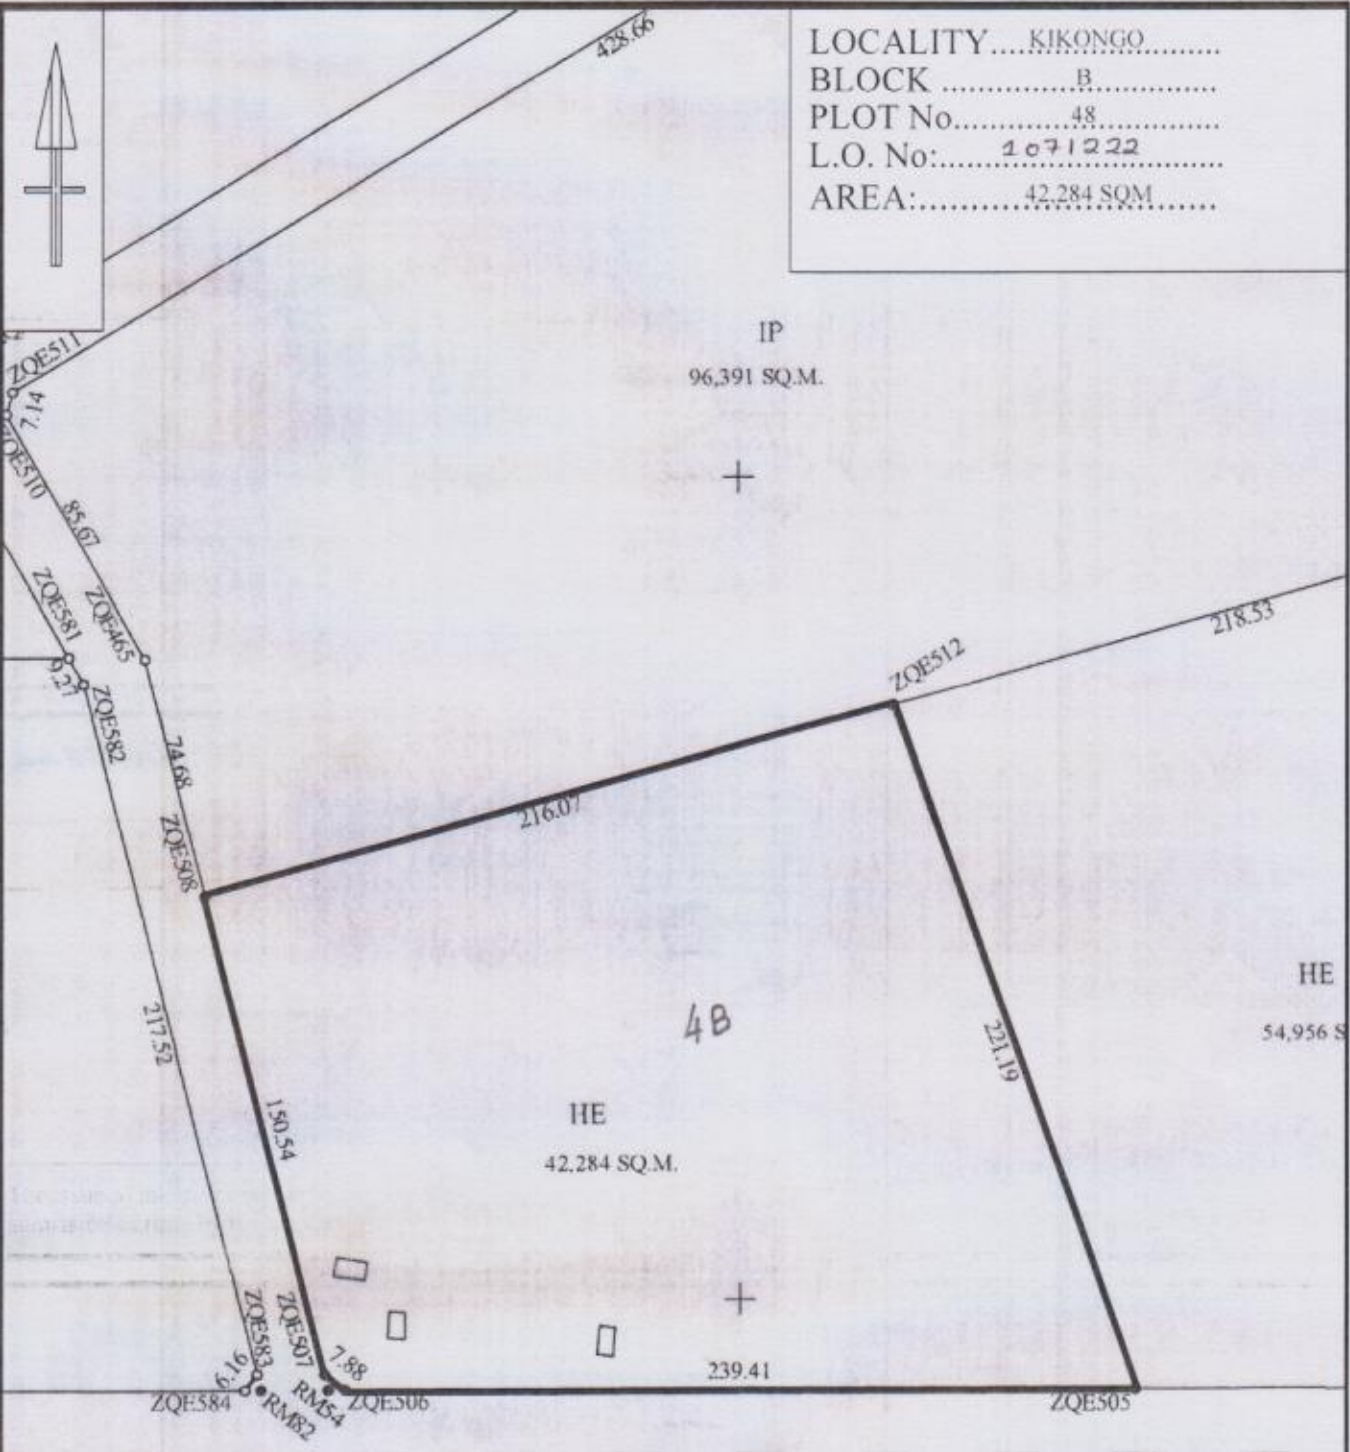 LOCALITY....KIKONGO..........
BLOCK ................B...............
PLOT No................48................
L.O. No:.........1071222............
AREA:..............42,284 SQM.........
428.66
ZQE511
7.14
ZQE510
85.67
ZQE465
ZQE581
9.27
ZQE582
74.68
ZQE508
IP
96,391 SQ.M.
218.53
ZQE512
216.07
217.52
150.54
48
HE
42,284 SQ.M.
221.19
HE
54,956 S
ZQE583
ZQE507
7.88
6.16
239.41
ZQE584
RM82
RM54
ZQE506
ZQE505